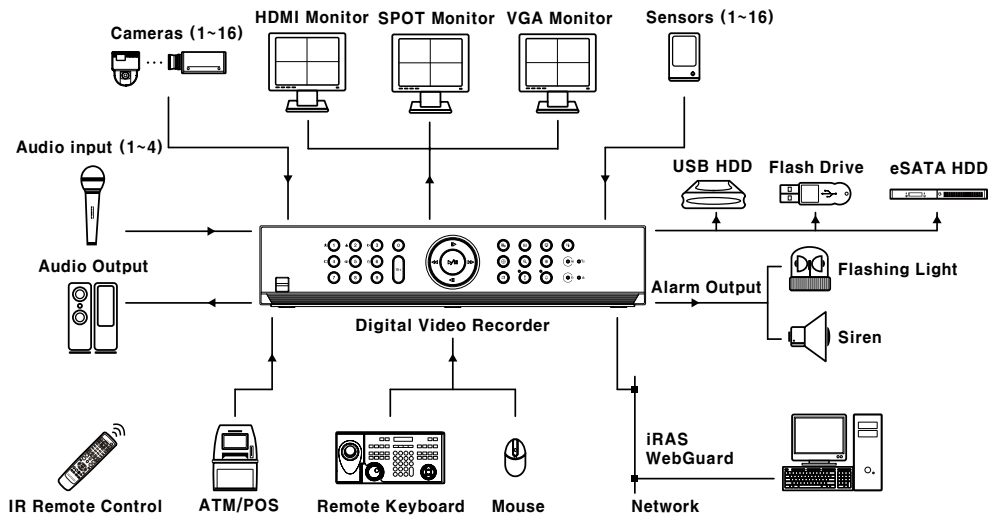 HDMI Monitor
SPOT Monitor
VGA Monitor
Sensors (1~16)
Cameras (1~16)
Audio input (1~4)
USB HDD
Flash Drive
eSATA HDD
Audio Output
Alarm Output
Flashing Light
Digital Video Recorder
Siren
iRAS
WebGuard
IR Remote Control
ATM/POS
Remote Keyboard
Mouse
Network